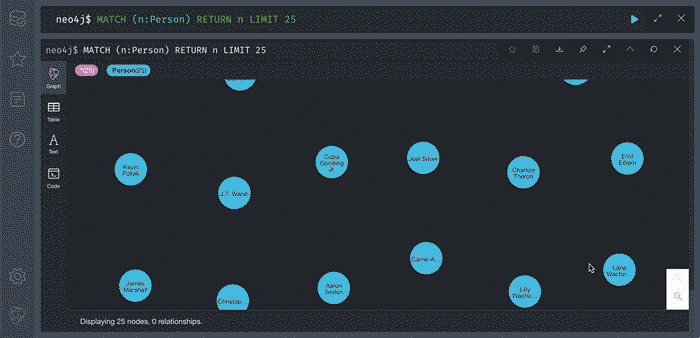 neo4j$ MATCH (n:Person) RETURN n LIMIT 25
neo4j$ MATCH (n:Person) RETURN n LIMIT 25
Graph
*(25) Person(25)
Table
Text
Code
Kevin Pollak
J.T. Walsh
Cuba Gooding Jr.
Joel Silver
Charlize Theron
Emil Eifrem
James Marshall
Christop...
Aaron Sorkin
Carrie-A...
Lilly Wacho...
Lana Wacho...
Displaying 25 nodes, 0 relationships.